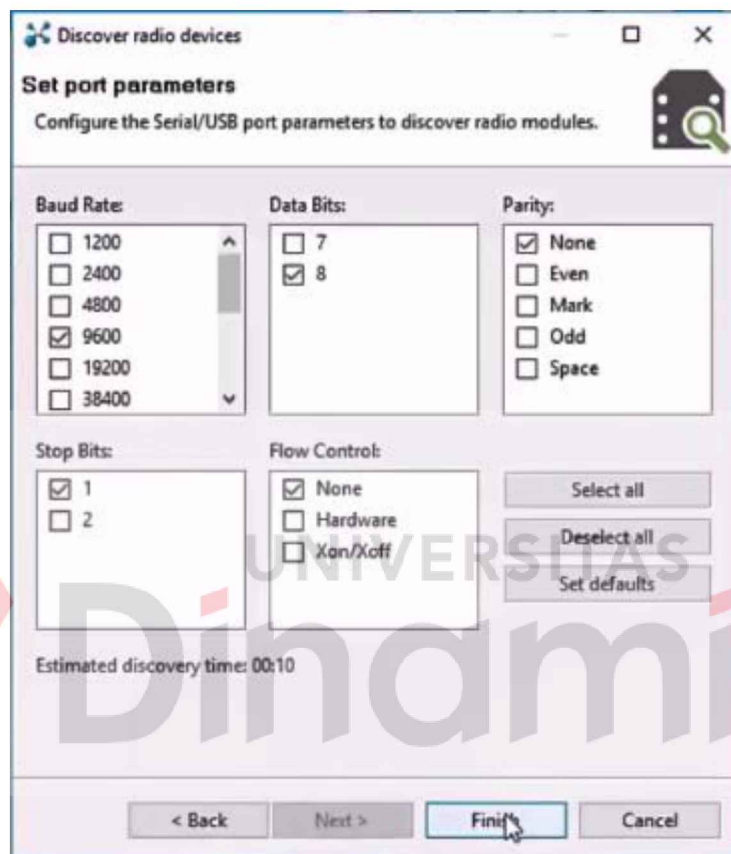 Discover radio devices
Set port parameters
Configure the Serial/USB port parameters to discover radio modules.
Baud Rate:
1200
2400
4800
9600
19200
38400
Data Bits:
7
8
Parity:
None
Even
Mark
Odd
Space
Stop Bits:
1
2
Flow Control:
None
Hardware
Xon/Xoff
Select all
Deselect all
Set defaults
UNIVERSITAS
Dinami
Estimated discovery time: 00:10
< Back
Next >
Finish
Cancel